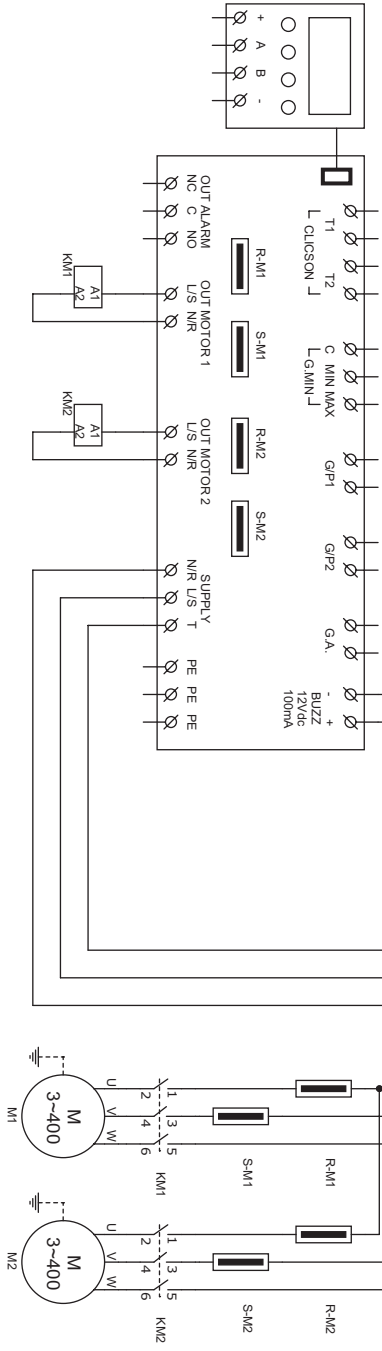 + A B -
T1 T2
CLICSON
C MIN MAX
G.MIN
G/P1
G/P2
G.A.
- +
BUZZ
12Vdc
100mA
R-M1
S-M1
R-M2
S-M2
OUT ALARM
NC C NO
OUT MOTOR 1
L/S N/R
OUT MOTOR 2
L/S N/R
SUPPLY
N/R L/S T
PE PE PE
KM1
A1
A2
KM2
A1
A2
R-M1
S-M1
1 3 5
2 4 6
KM1
U V W
M
3~400
M1
R-M2
S-M2
1 3 5
2 4 6
KM2
U V W
M
3~400
M2